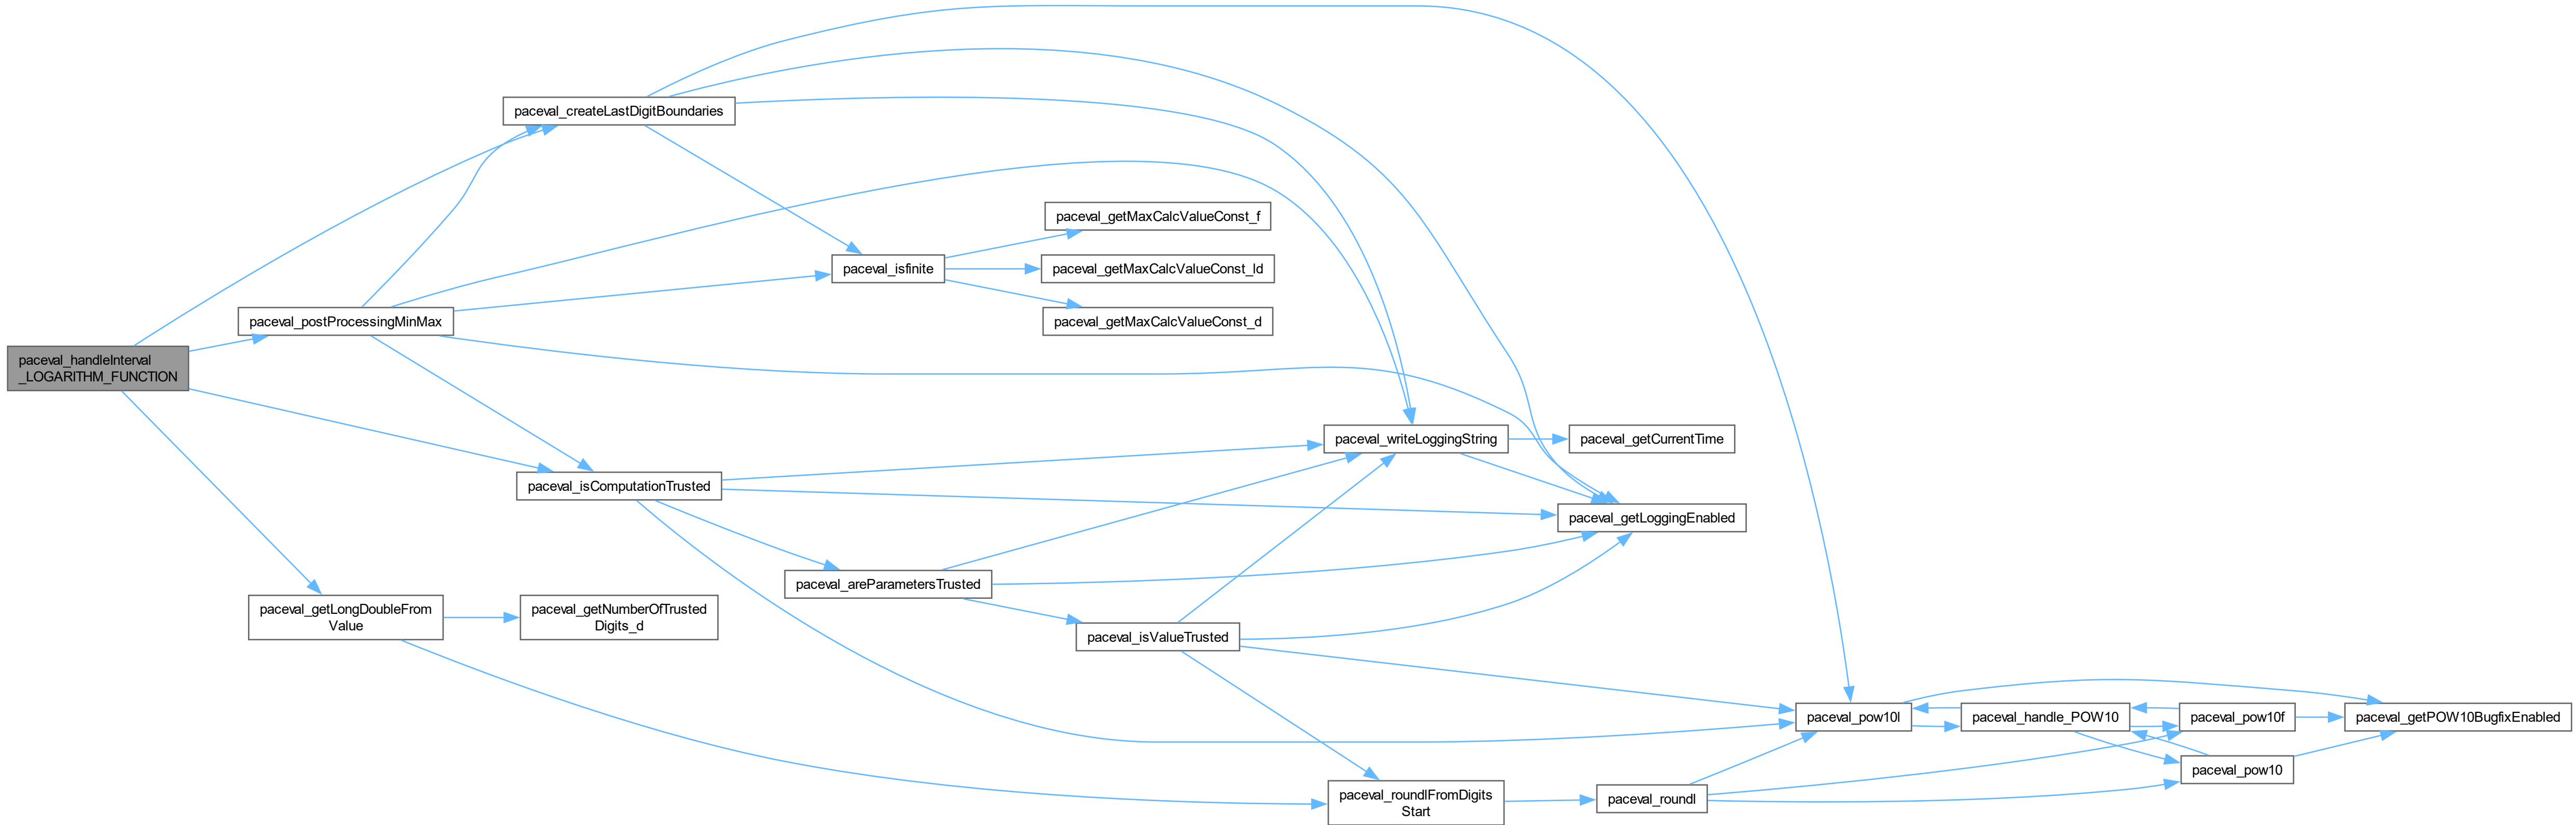 paceval_createLastDigitBoundaries
paceval_getMaxCalcValueConst_f
paceval_isfinite
paceval_getMaxCalcValueConst_ld
paceval_postProcessingMinMax
paceval_getMaxCalcValueConst_d
paceval_handleInterval
_LOGARITHM_FUNCTION
paceval_writeLoggingString
paceval_getCurrentTime
paceval_isComputationTrusted
paceval_getLoggingEnabled
paceval_areParametersTrusted
paceval_getLongDoubleFrom
Value
paceval_getNumberOfTrusted
Digits_d
paceval_isValueTrusted
paceval_pow10l
paceval_handle_POW10
paceval_pow10f
paceval_getPOW10BugfixEnabled
paceval_pow10
paceval_roundlFromDigits
Start
paceval_roundl